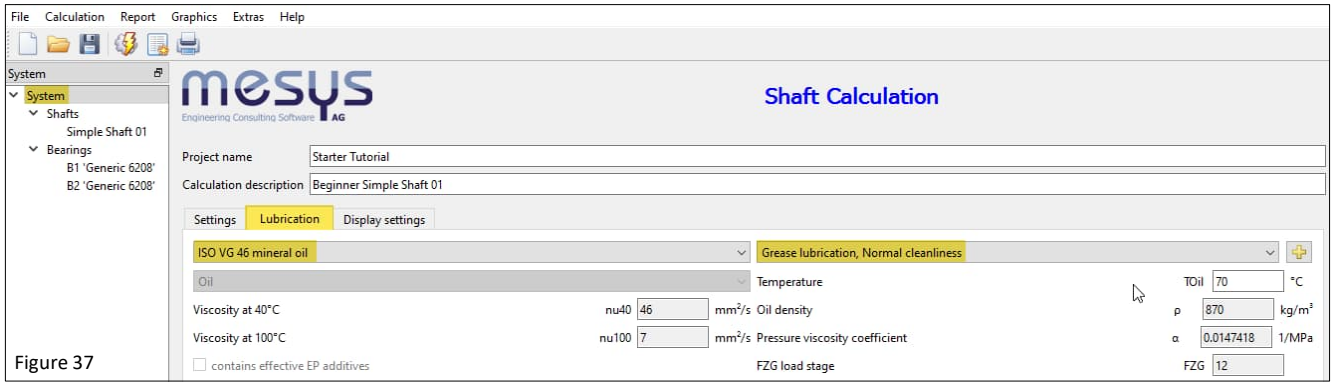 File Calculation Report Graphics Extras Help
System
mesys
Engineering Consulting Software AG
Shaft Calculation
System
Shafts
Simple Shaft 01
Bearings
B1 'Generic 6208'
B2 'Generic 6208'
Project name Starter Tutorial
Calculation description Beginner Simple Shaft 01
Settings Lubrication Display settings
ISO VG 46 mineral oil Grease lubrication, Normal cleanliness
Oil Temperature TOil 70 °C
Viscosity at 40°C nu40 46 mm²/s Oil density ρ 870 kg/m³
Viscosity at 100°C nu100 7 mm²/s Pressure viscosity coefficient α 0.0147418 1/MPa
contains effective EP additives FZG load stage FZG 12
Figure 37